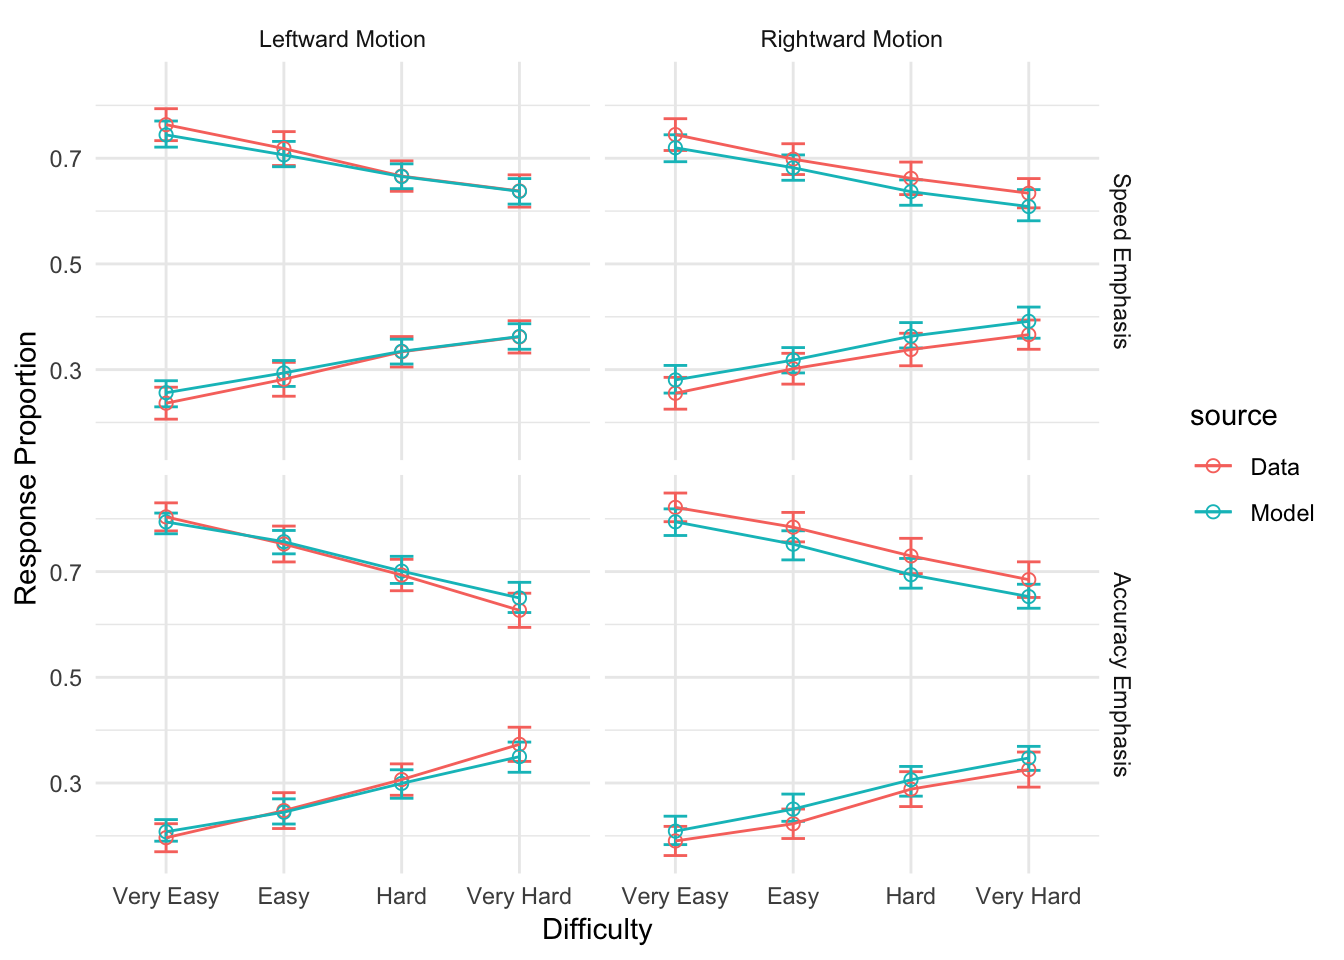 Leftward Motion
Rightward Motion
0.7
0.5
0.3
Speed Emphasis
0.7
0.5
0.3
Accuracy Emphasis
Response Proportion
Very Easy
Easy
Hard
Very Hard
Very Easy
Easy
Hard
Very Hard
Difficulty
source
Data
Model